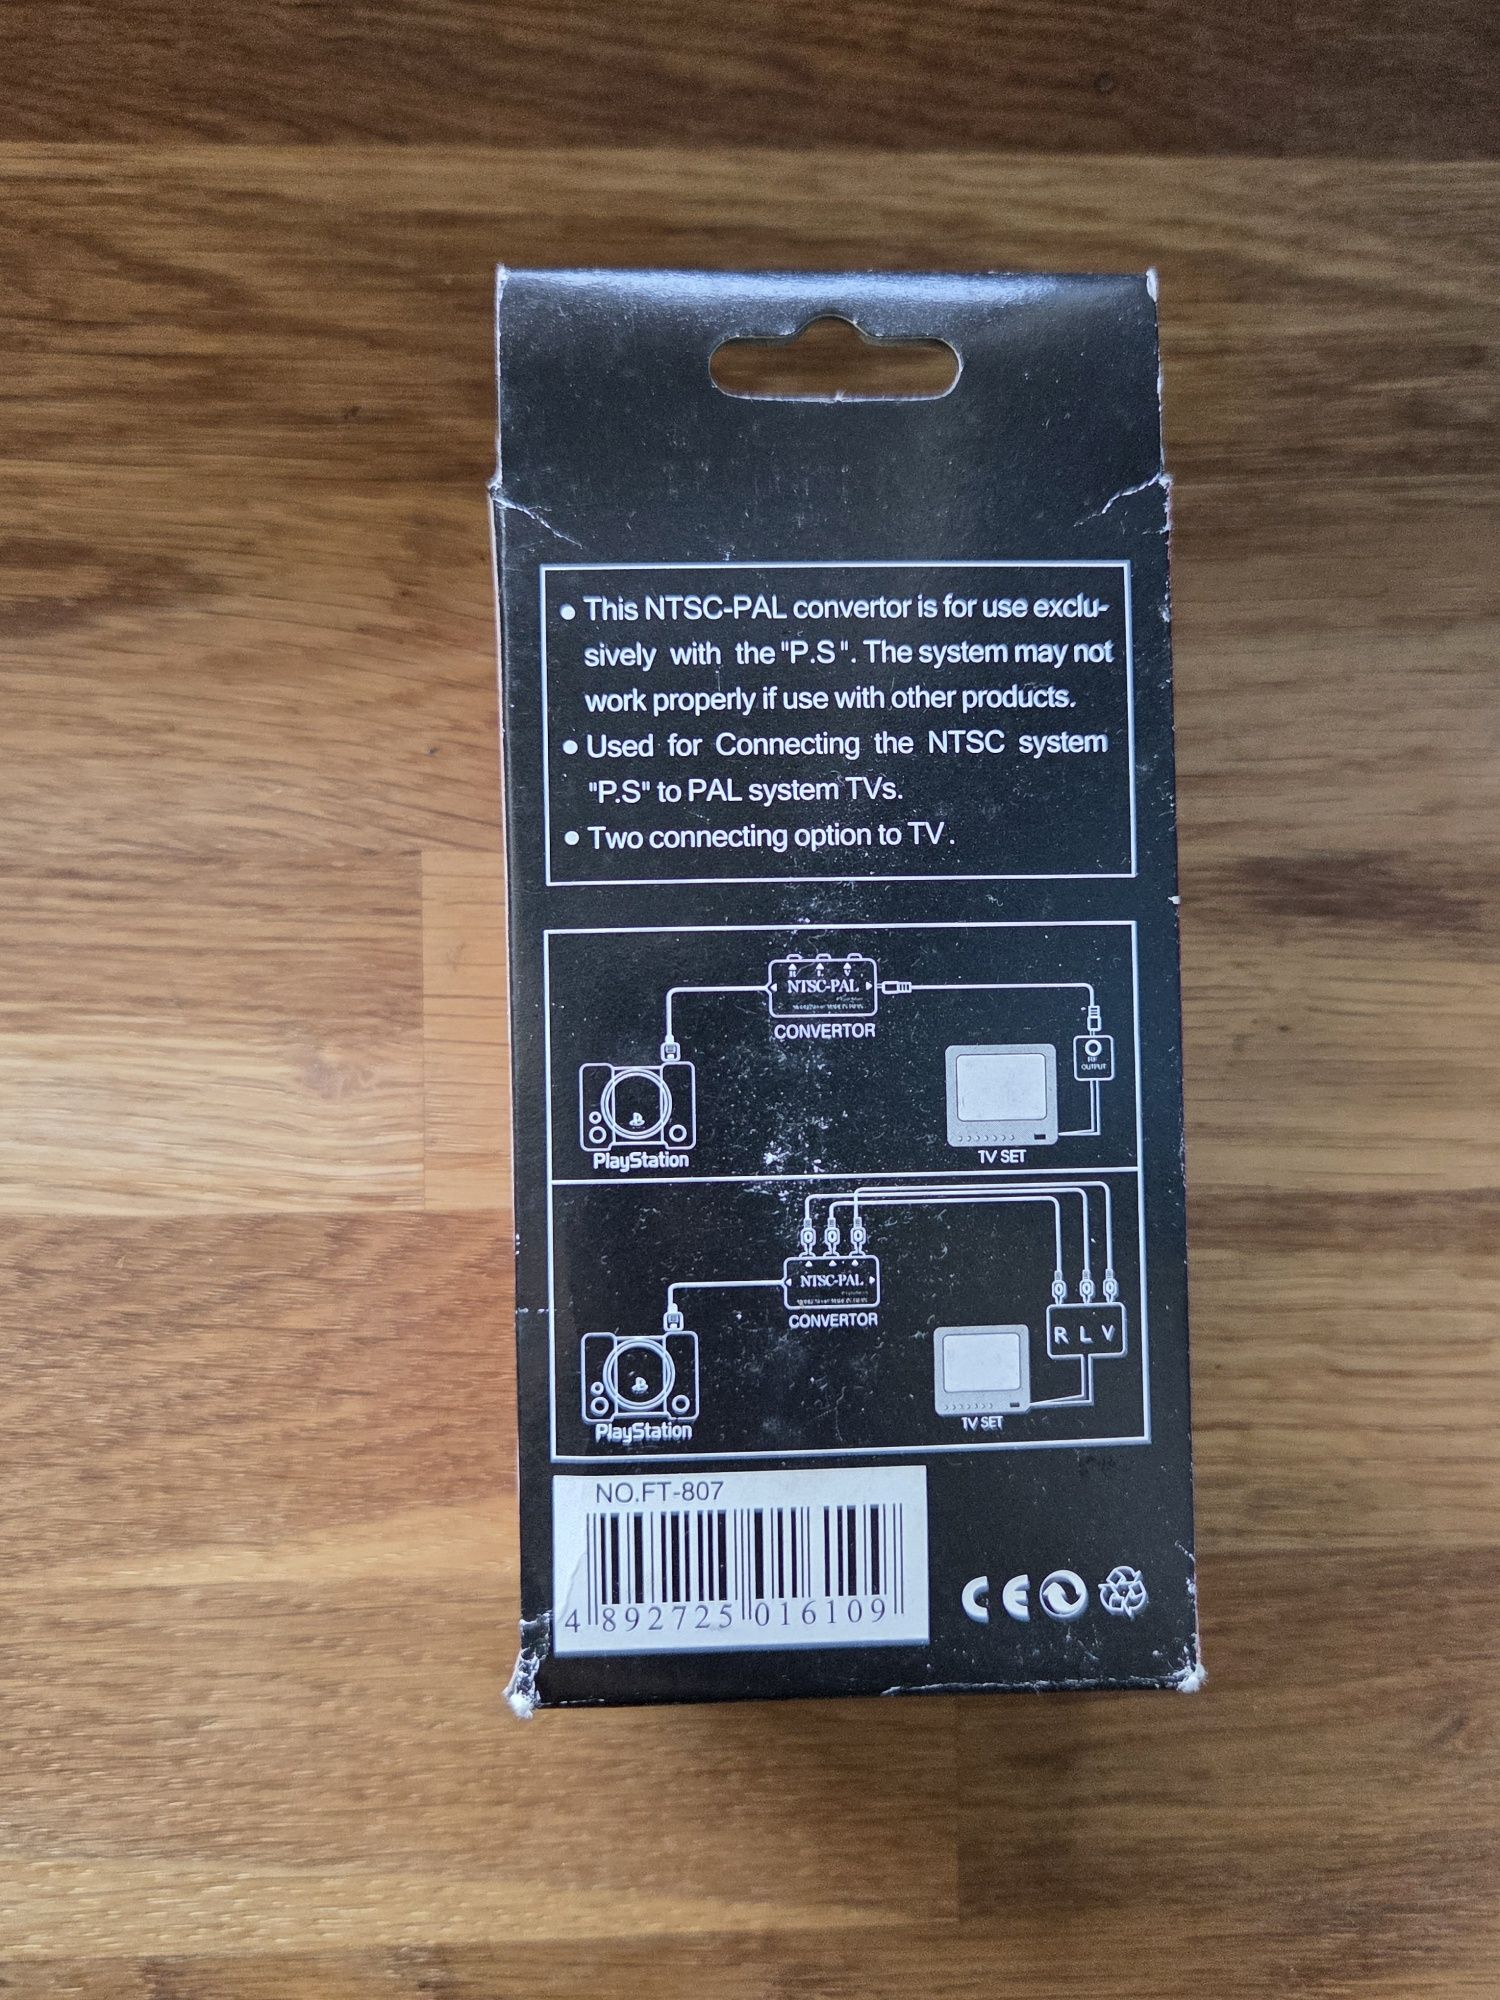 • This NTSC-PAL convertor is for use exclu-
sively with the "P.S". The system may not
work properly if use with other products.
• Used for Connecting the NTSC system
"P.S" to PAL system TVs.
• Two connecting option to TV.
R L V
NTSC-PAL
CONVERTOR
RF
OUTPUT
PlayStation
TV SET
NTSC-PAL
CONVERTOR
R L V
PlayStation
TV SET
NO.FT-807
4 892725 016109
CE